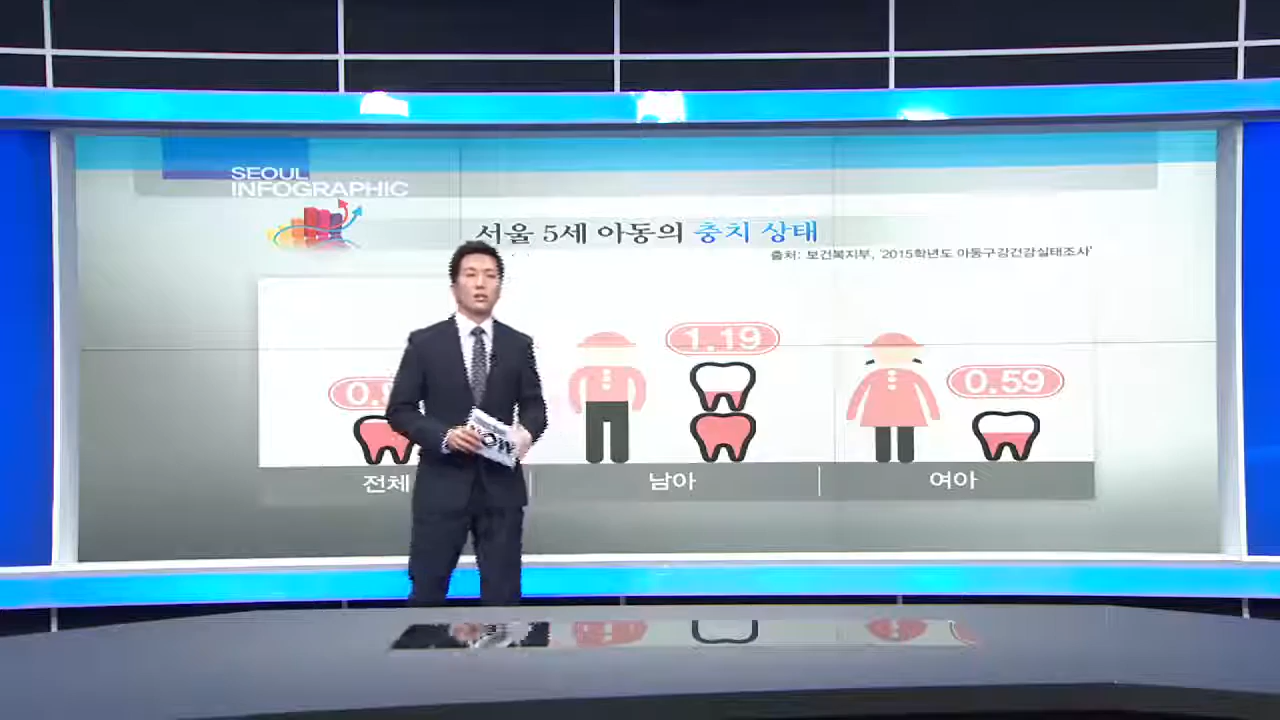 SEOUL
INFOGRAPHIC
서울 5세 아동의 충치 상태
출처: 보건복지부, '2015학년도 아동구강건강실태조사'
1.19
0.59
전체
남아
여아